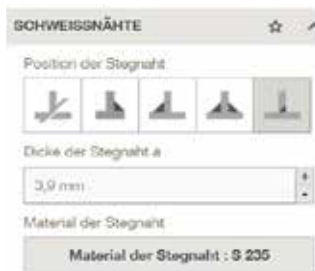 SCHWEISSNÄHTE
Position der Stegnaht
Dicke der Stegnaht a
3,9 mm
Material der Stegnaht
Material der Stegnaht : S 235